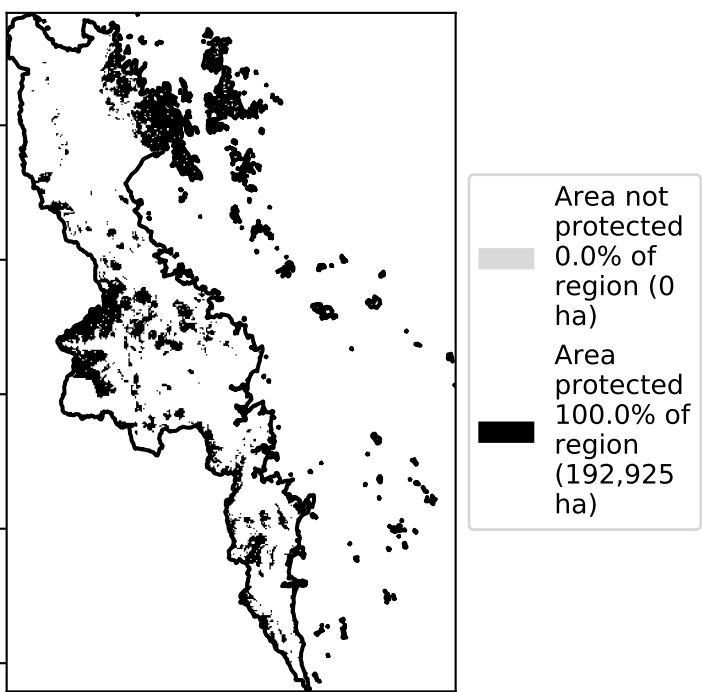 Area not
protected
0.0% of
region (0
ha)
Area
protected
100.0% of
region
(192,925
ha)